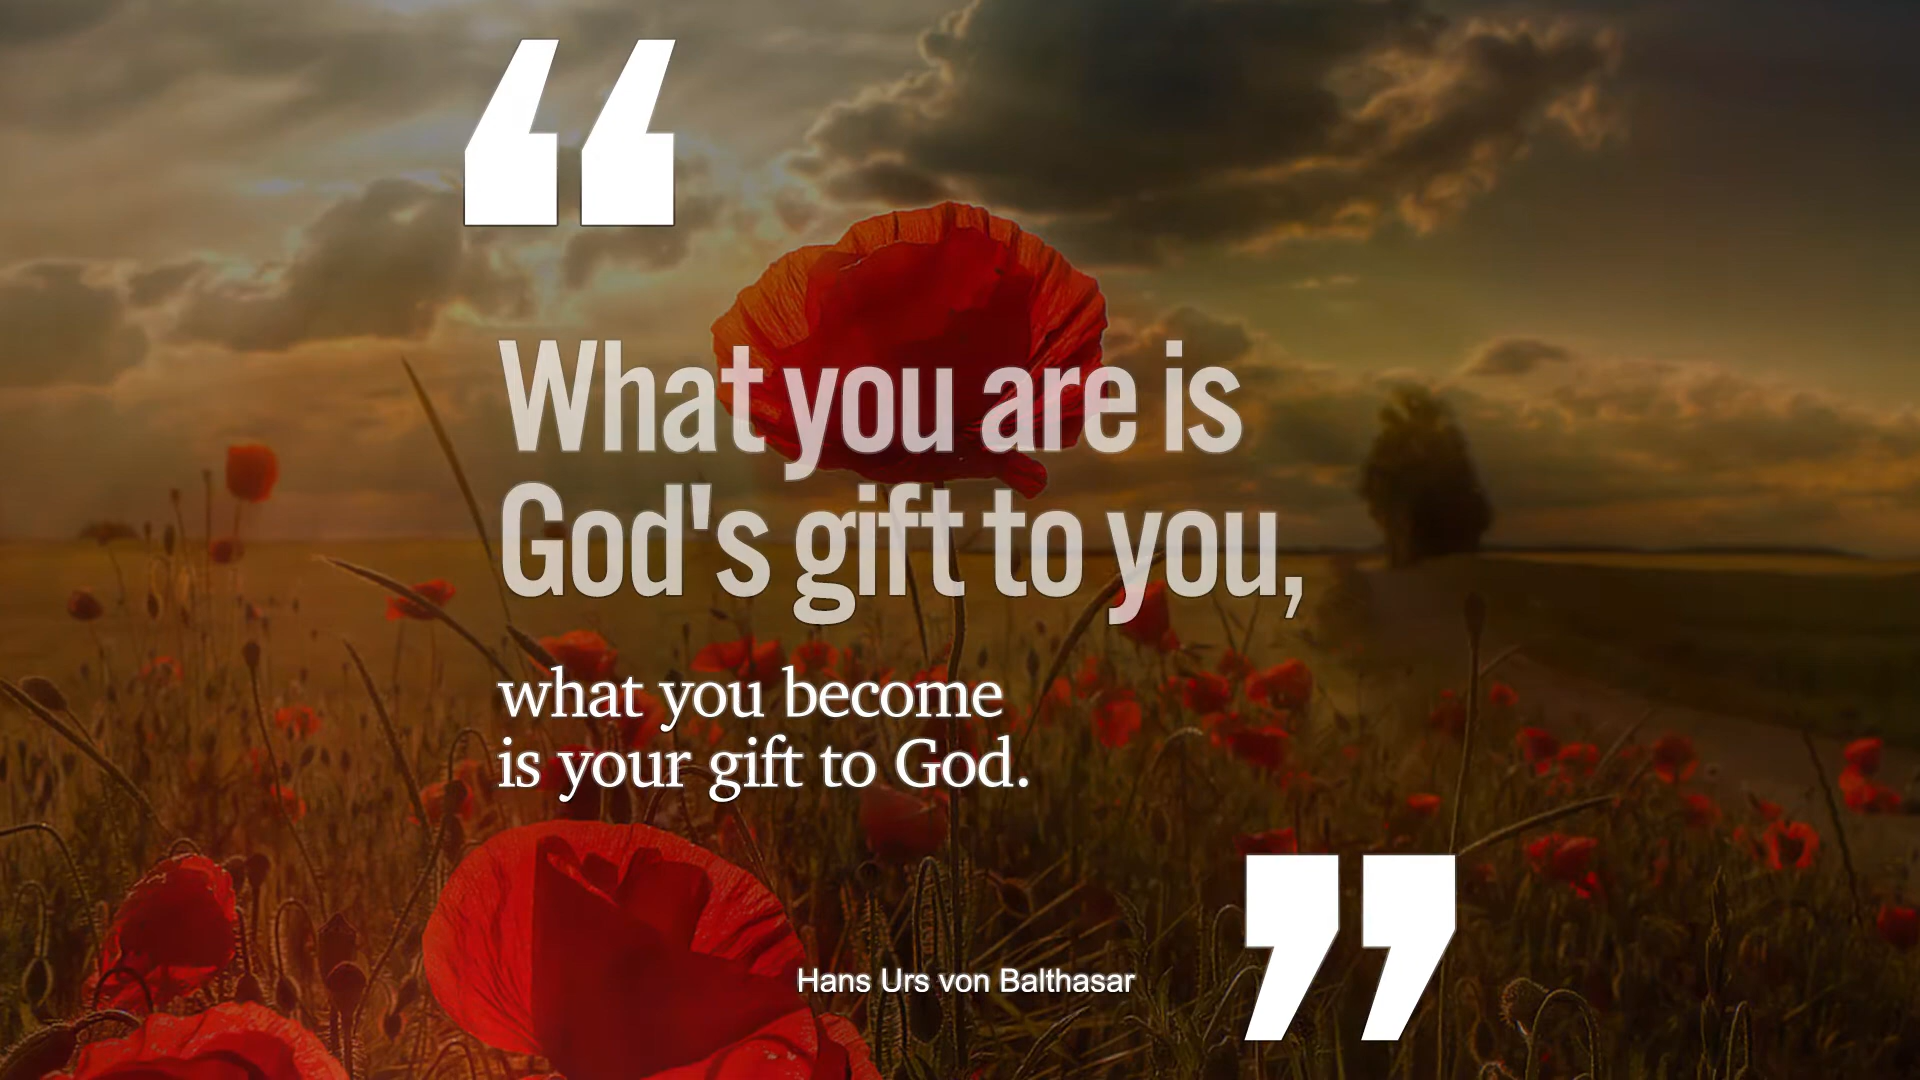 “
What you are is
God's gift to you,
what you become
is your gift to God.
Hans Urs von Balthasar
”